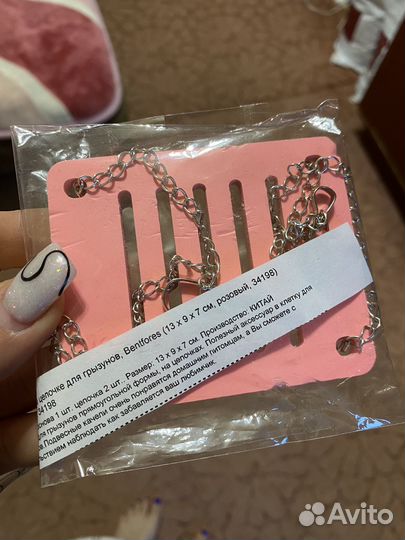 цепочке для грызунов, Bentfores (13 x 9 x 7 см, розовый, 34198)
34198
1 шт. цепочка 2 шт.. Размер: 13 x 9 x 7 см. Производство: КИТАЙ
для грызунов прямоугольной формы, на цепочках. Полезный аксессуар в клетку для
Подвесные качели очень понравятся домашним питомцам, а Вы сможете с
наблюдать как забавляется ваш любимчик.
Avito